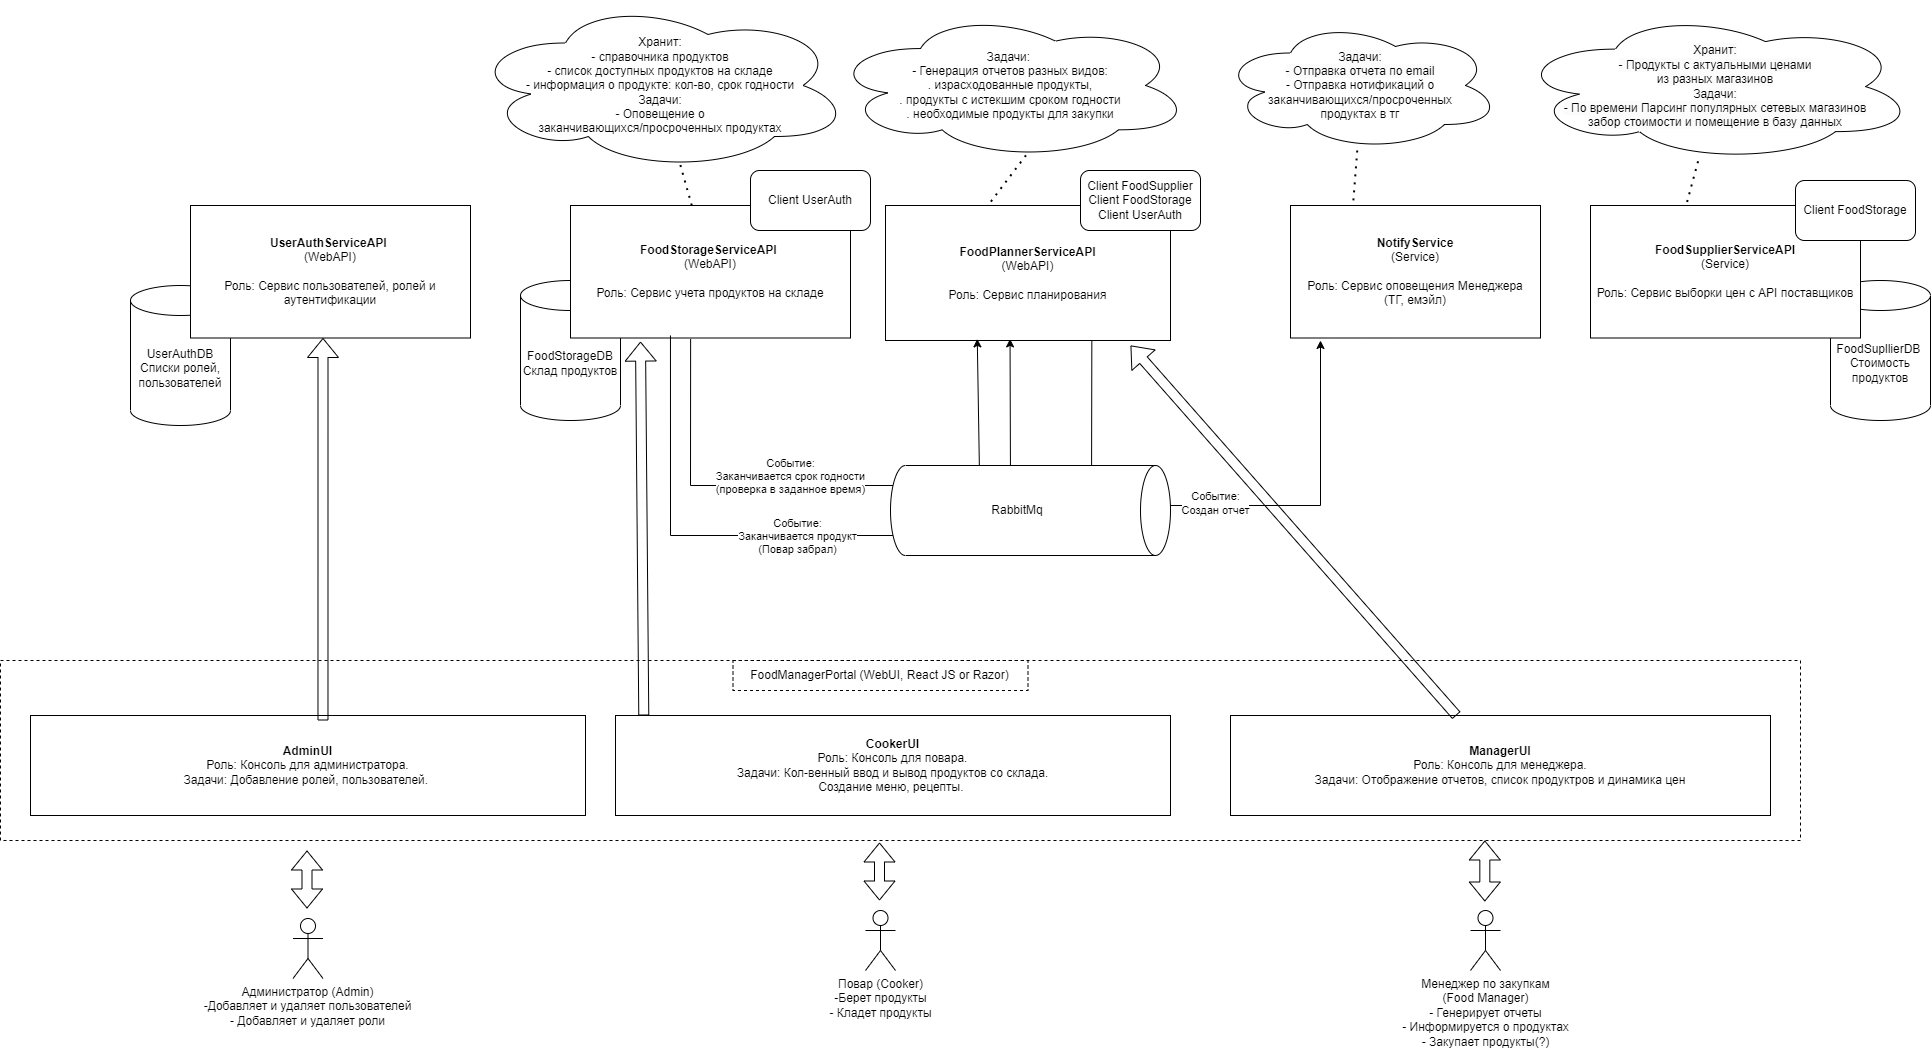 Хранит:
- справочника продуктов
- список доступных продуктов на складе
- информация о продукте: кол-во, срок годности
Задачи:
- Оповещение о
заканчивающихся/просроченных продуктах
Задачи:
- Генерация отчетов разных видов:
. израсходованные продукты,
. продукты с истекшим сроком годности
. необходимые продукты для закупки
Задачи:
- Отправка отчета по email
- Отправка нотификаций о
заканчивающихся/просроченных
продуктах в тг
Хранит:
- Продукты с актуальными ценами
из разных магазинов
Задачи:
- По времени Парсинг популярных сетевых магазинов
забор стоимости и помещение в базу данных
Client UserAuth
Client FoodSupplier
Client FoodStorage
Client UserAuth
Client FoodStorage
UserAuthServiceAPI
(WebAPI)
Роль: Сервис пользователей, ролей и
аутентификации
FoodStorageServiceAPI
(WebAPI)
Роль: Сервис учета продуктов на складе
FoodPlannerServiceAPI
(WebAPI)
Роль: Сервис планирования
NotifyService
(Service)
Роль: Сервис оповещения Менеджера
(ТГ, емэйл)
FoodSupplierServiceAPI
(Service)
Роль: Сервис выборки цен с API поставщиков
UserAuthDB
Списки ролей,
пользователей
FoodStorageDB
Склад продуктов
FoodSupllierDB
Стоимость
продуктов
Событие:
Заканчивается срок годности
(проверка в заданное время)
Событие:
Заканчивается продукт
(Повар забрал)
RabbitMq
Событие:
Создан отчет
FoodManagerPortal (WebUI, React JS or Razor)
AdminUI
Роль: Консоль для администратора.
Задачи: Добавление ролей, пользователей.
CookerUI
Роль: Консоль для повара.
Задачи: Кол-венный ввод и вывод продуктов со склада.
Создание меню, рецепты.
ManagerUI
Роль: Консоль для менеджера.
Задачи: Отображение отчетов, список продуктров и динамика цен
Администратор (Admin)
-Добавляет и удаляет пользователей
- Добавляет и удаляет роли
Повар (Cooker)
-Берет продукты
- Кладет продукты
Менеджер по закупкам
(Food Manager)
- Генерирует отчеты
- Информируется о продуктах
- Закупает продукты(?)